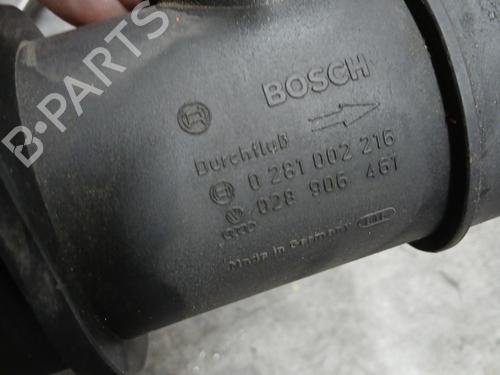 BOSCH
Durchfluß
0 281 002 216
028 906 461
Made in Germany
B-PARTS